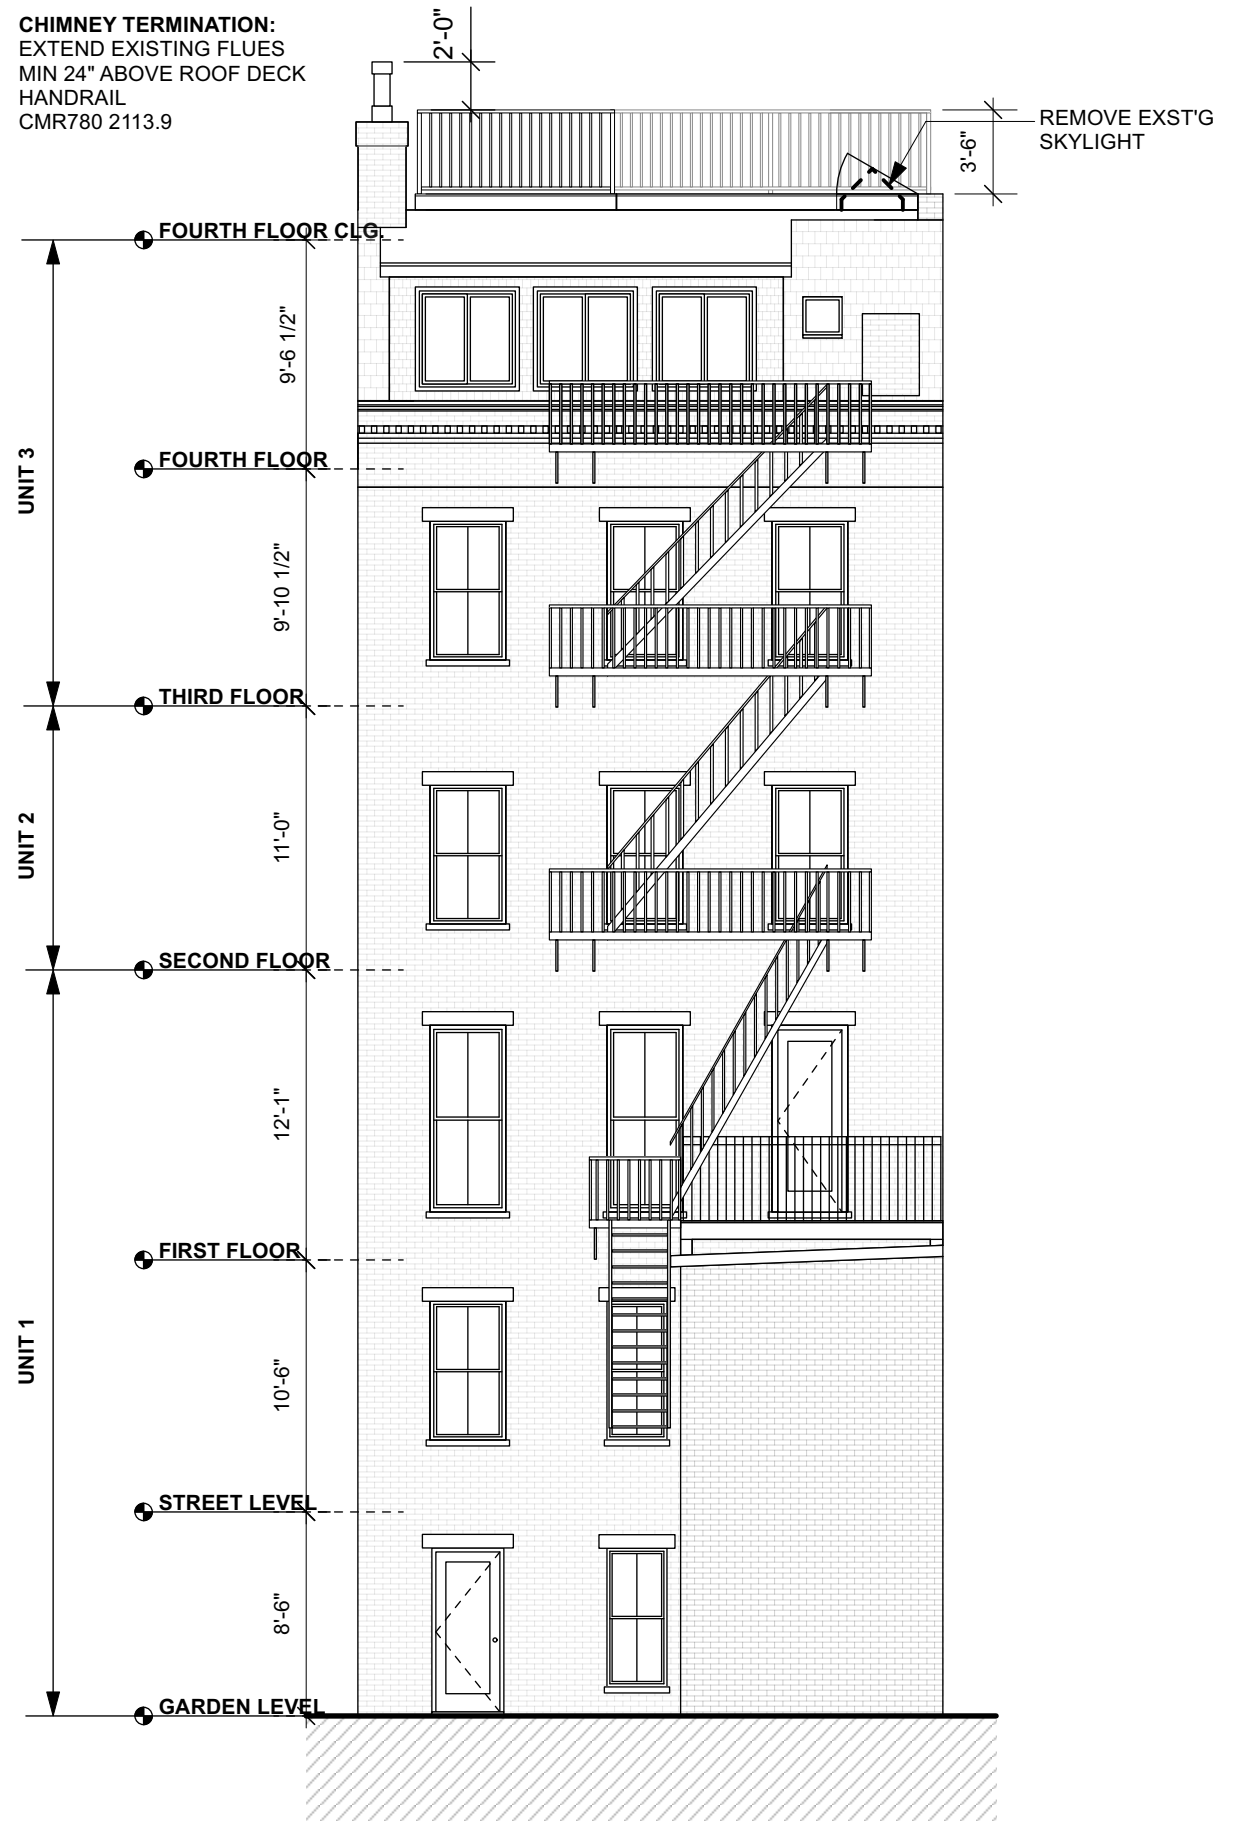 CHIMNEY TERMINATION:
EXTEND EXISTING FLUES
MIN 24" ABOVE ROOF DECK
HANDRAIL
CMR780 2113.9
2'-0"
3'-6"
REMOVE EXST'G
SKYLIGHT
FOURTH FLOOR CLG.
9'-6 1/2"
UNIT 3
FOURTH FLOOR
9'-10 1/2"
THIRD FLOOR
UNIT 2
11'-0"
SECOND FLOOR
12'-1"
FIRST FLOOR
UNIT 1
10'-6"
STREET LEVEL
8'-6"
GARDEN LEVEL